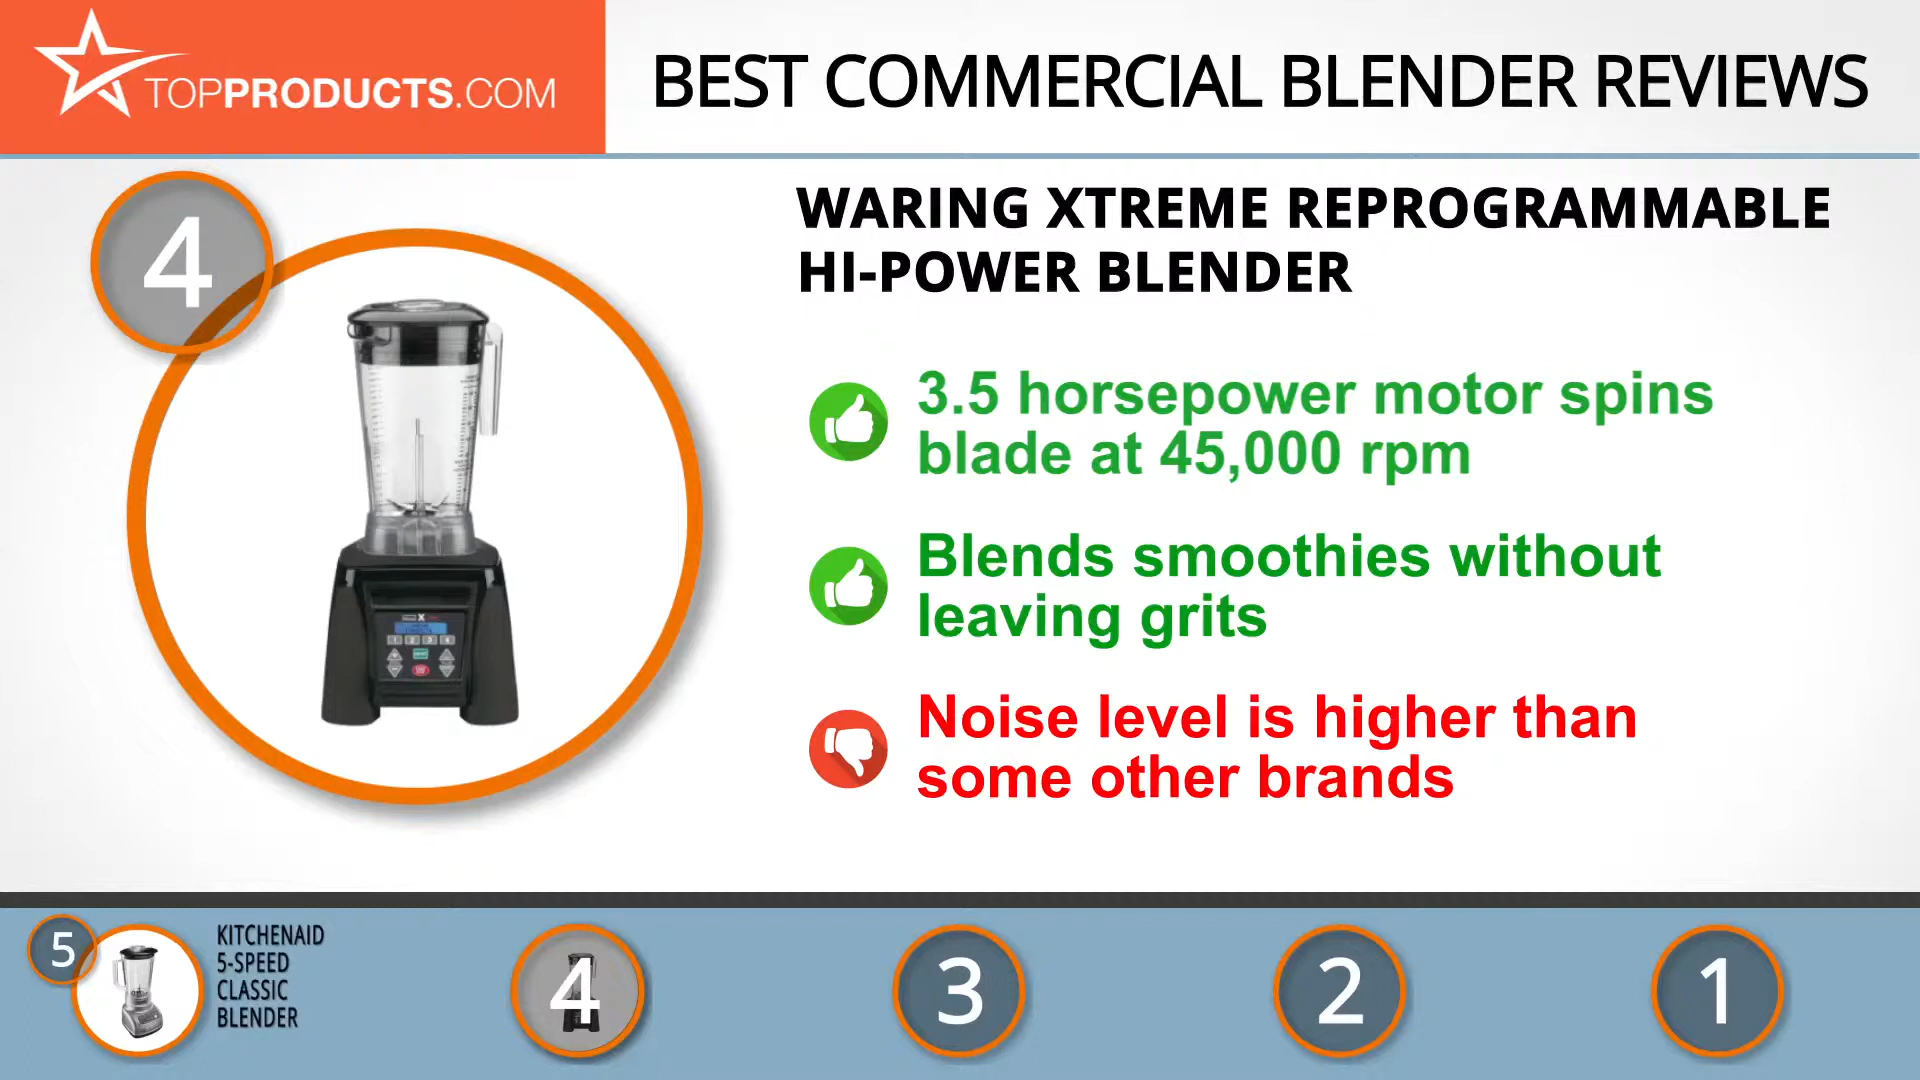 TOPPRODUCTS.COM
BEST COMMERCIAL BLENDER REVIEWS
4
WARING XTREME REPROGRAMMABLE
HI-POWER BLENDER
3.5 horsepower motor spins
blade at 45,000 rpm
Blends smoothies without
leaving grits
Noise level is higher than
some other brands
5
KITCHENAID
5-SPEED
CLASSIC
BLENDER
4
3
2
1